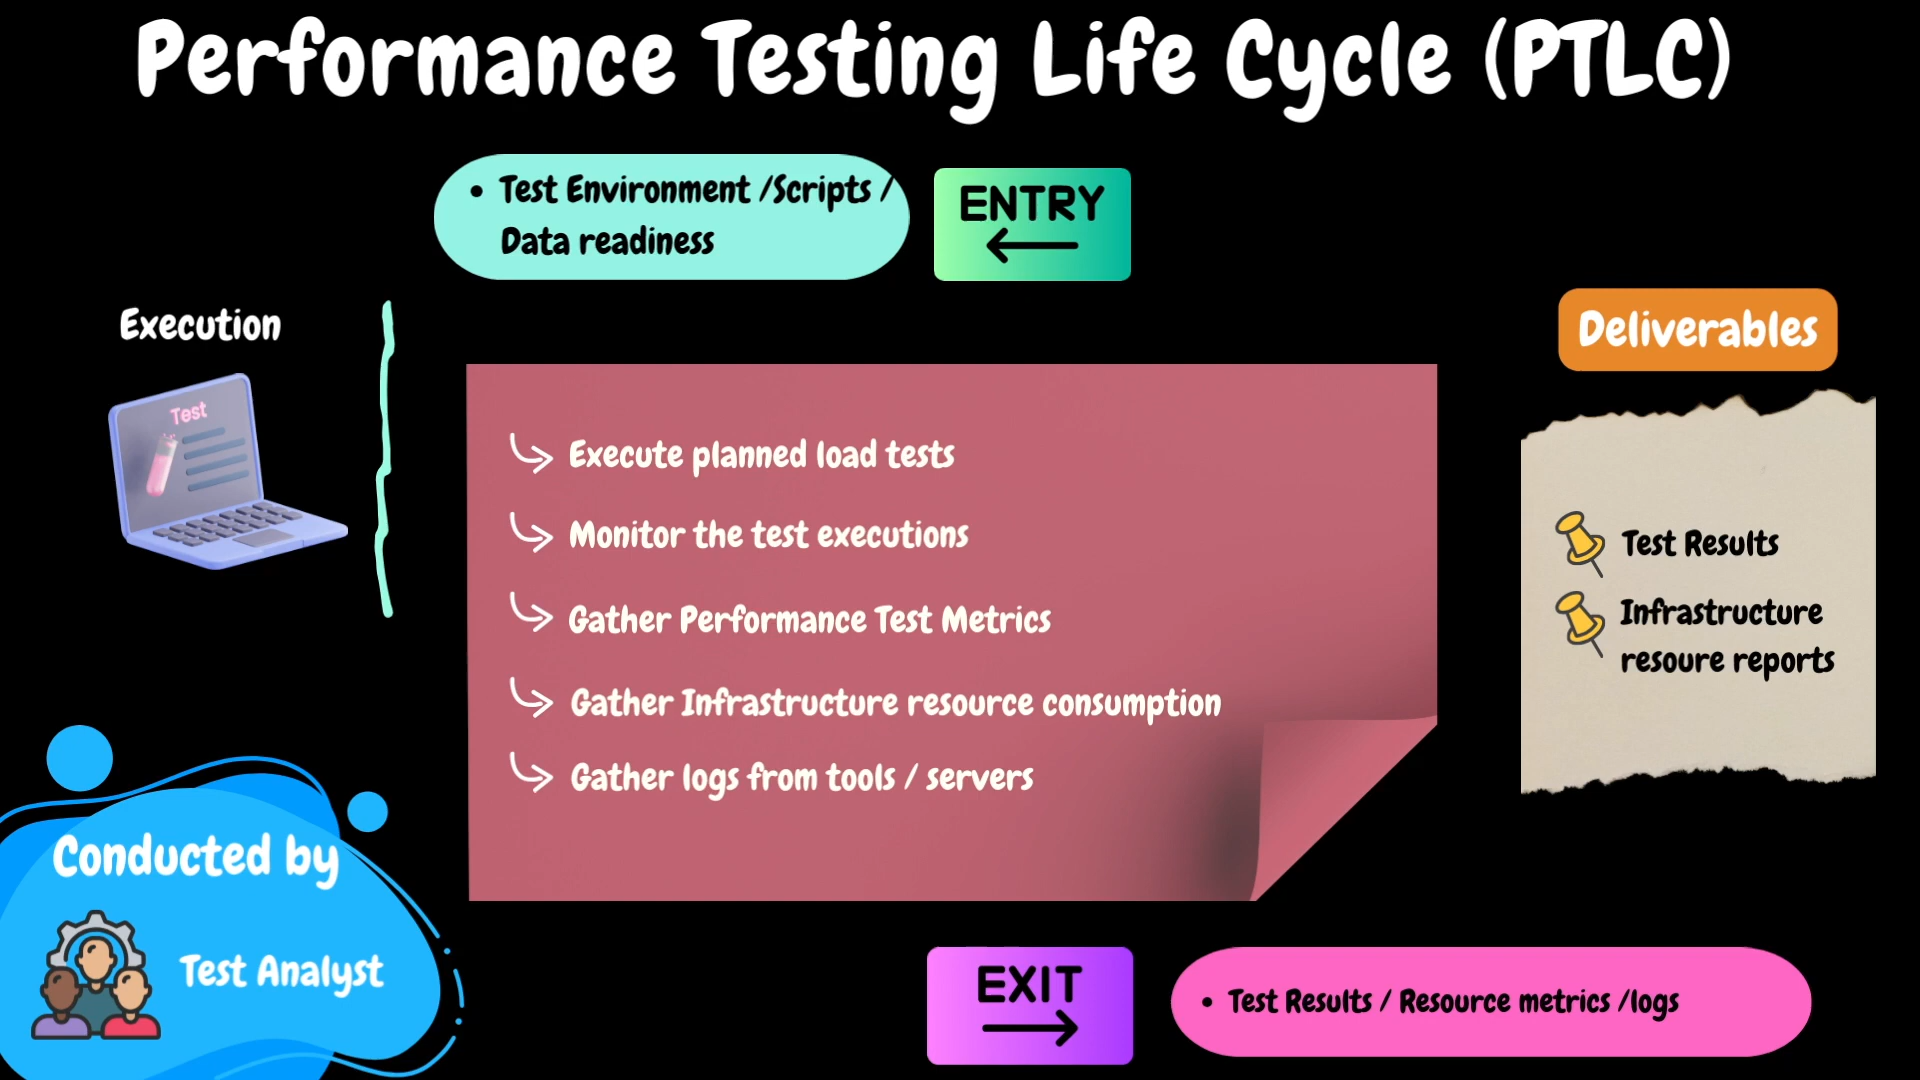 Performance Testing Life Cycle (PTLC)
• Test Environment /Scripts /
Data readiness
ENTRY
Execution
Test
Deliverables
Execute planned load tests
Monitor the test executions
Gather Performance Test Metrics
Gather Infrastructure resource consumption
Gather logs from tools / servers
Test Results
Infrastructure
resoure reports
Conducted by
Test Analyst
EXIT
• Test Results / Resource metrics /logs